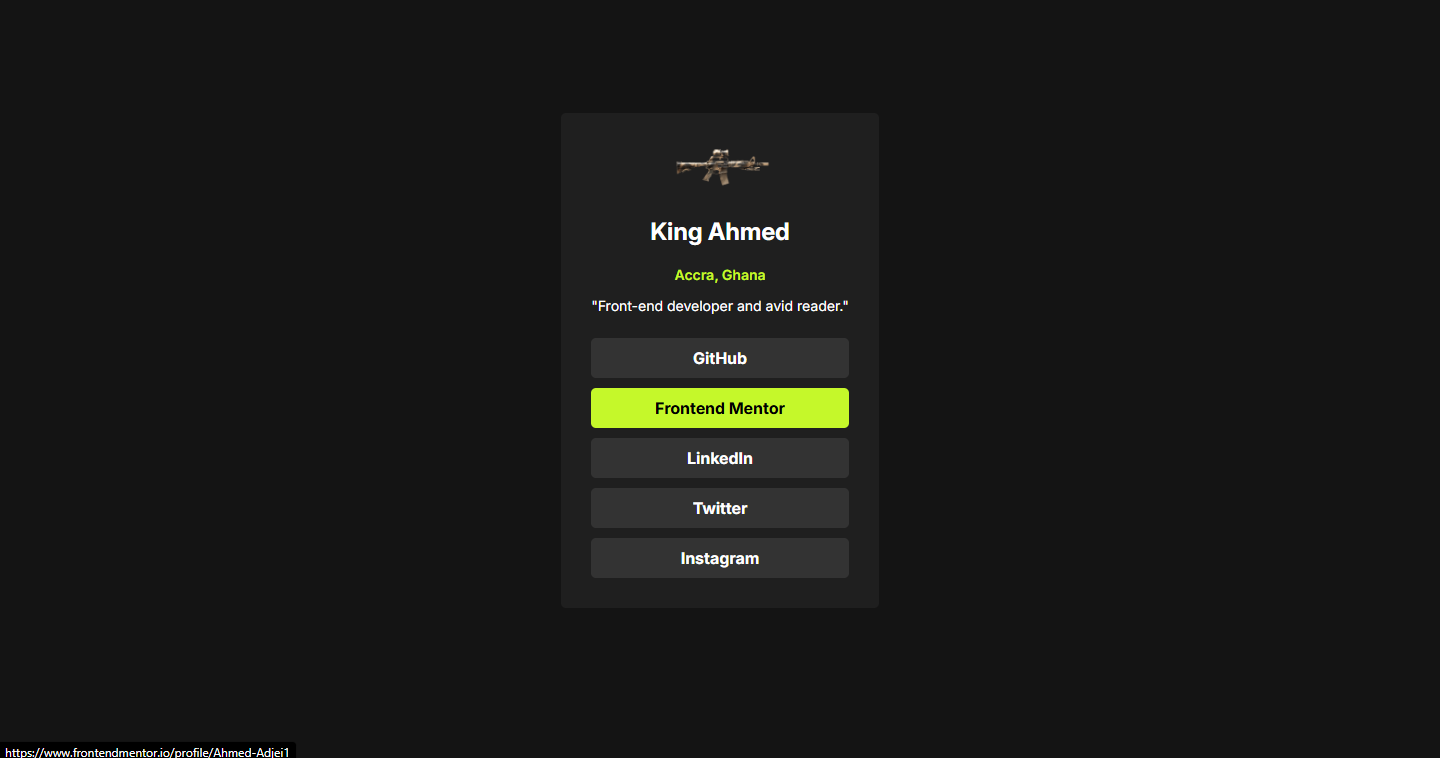 King Ahmed
Accra, Ghana
"Front-end developer and avid reader."
GitHub
Frontend Mentor
LinkedIn
Twitter
Instagram
https://www.frontendmentor.io/profile/Ahmed-Adjei1